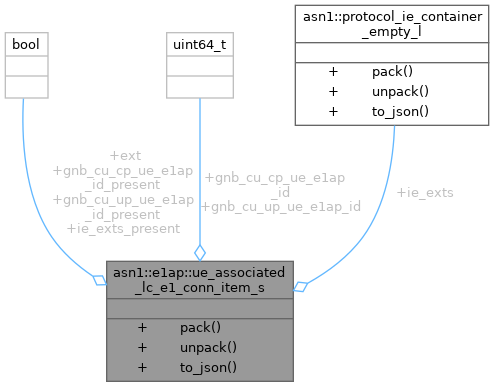 asn1::protocol_ie_container
_empty_l
+ pack()
+ unpack()
+ to_json()
bool
uint64_t
+ext
+gnb_cu_cp_ue_e1ap
_id_present
+gnb_cu_up_ue_e1ap
_id_present
+ie_exts_present
+gnb_cu_cp_ue_e1ap
_id
+gnb_cu_up_ue_e1ap_id
+ie_exts
asn1::e1ap::ue_associated
_lc_e1_conn_item_s
+ pack()
+ unpack()
+ to_json()